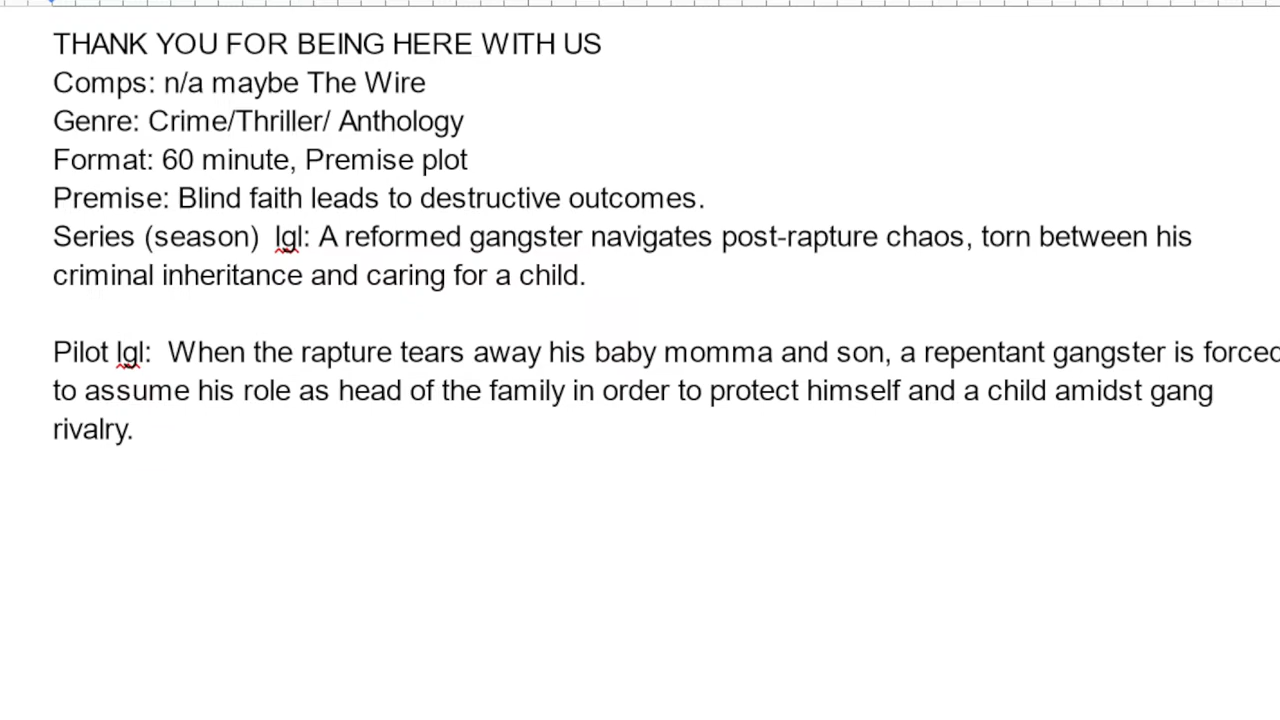 THANK YOU FOR BEING HERE WITH US
Comps: n/a maybe The Wire
Genre: Crime/Thriller/ Anthology
Format: 60 minute, Premise plot
Premise: Blind faith leads to destructive outcomes.
Series (season)  lgl: A reformed gangster navigates post-rapture chaos, torn between his
criminal inheritance and caring for a child.
Pilot lgl:  When the rapture tears away his baby momma and son, a repentant gangster is forced
to assume his role as head of the family in order to protect himself and a child amidst gang
rivalry.